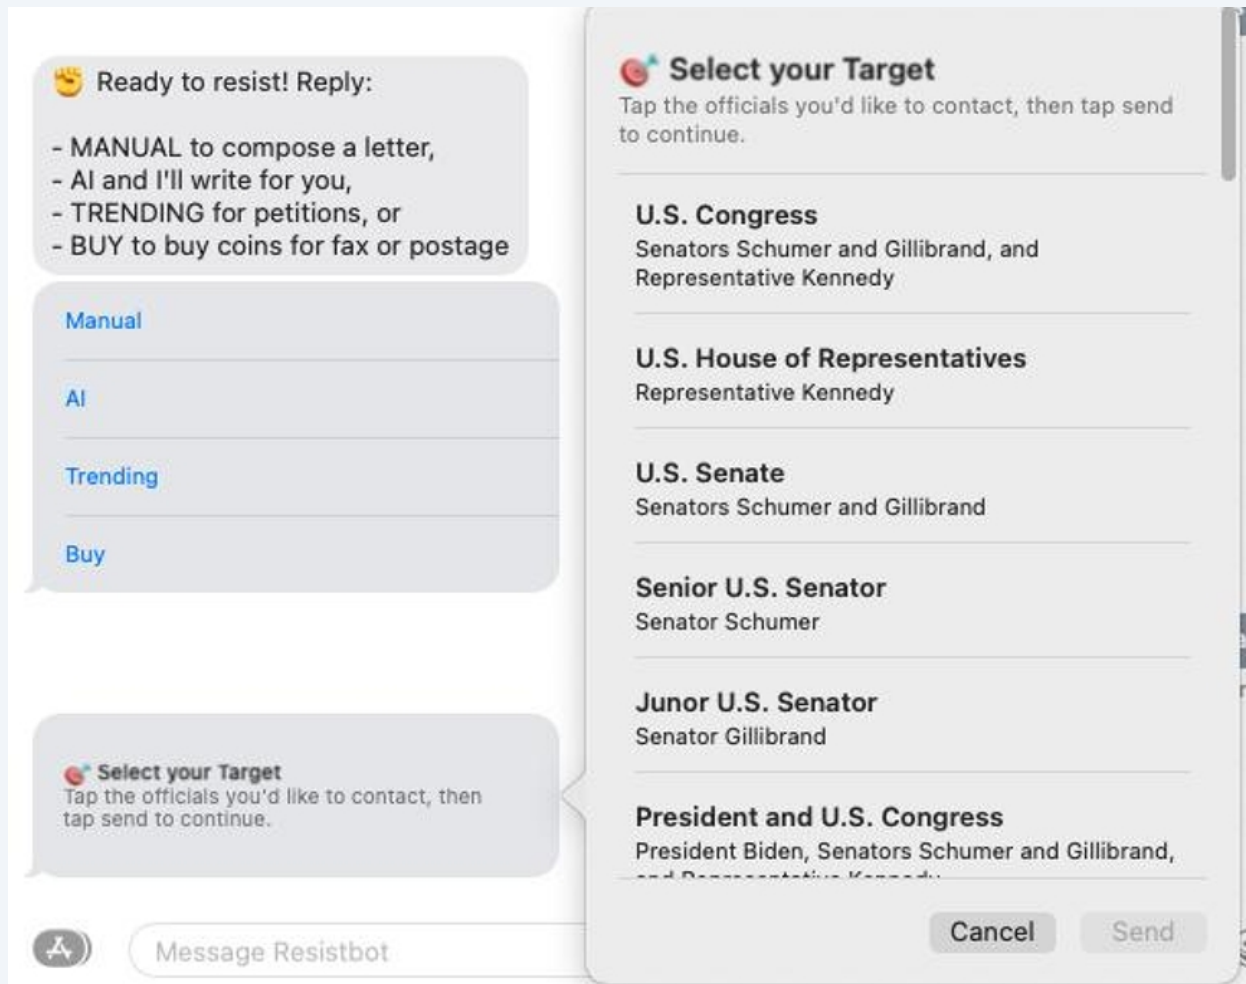 Ready to resist! Reply:
- MANUAL to compose a letter,
- AI and I'll write for you,
- TRENDING for petitions, or
- BUY to buy coins for fax or postage
Manual
AI
Trending
Buy
Select your Target
Tap the officials you'd like to contact, then
tap send to continue.
Message Resistbot
Select your Target
Tap the officials you'd like to contact, then tap send
to continue.
U.S. Congress
Senators Schumer and Gillibrand, and
Representative Kennedy
U.S. House of Representatives
Representative Kennedy
U.S. Senate
Senators Schumer and Gillibrand
Senior U.S. Senator
Senator Schumer
Junor U.S. Senator
Senator Gillibrand
President and U.S. Congress
President Biden, Senators Schumer and Gillibrand,
and Representative Kennedy
Cancel
Send